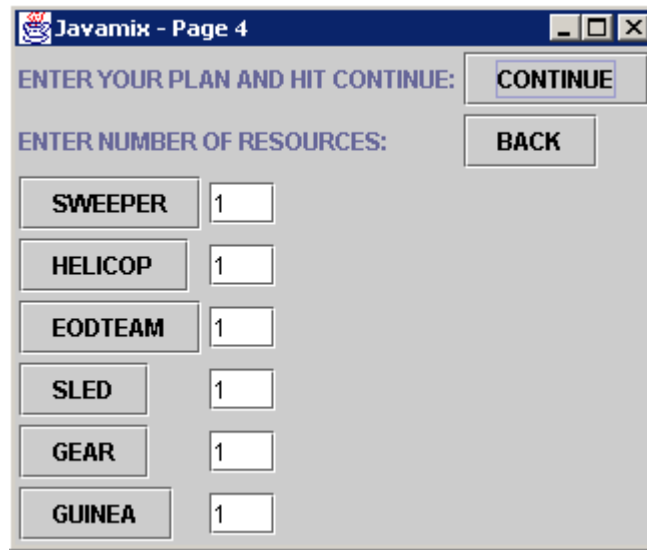 Javamix - Page 4
ENTER YOUR PLAN AND HIT CONTINUE: CONTINUE
ENTER NUMBER OF RESOURCES: BACK
SWEEPER 1
HELICOP 1
EODTEAM 1
SLED 1
GEAR 1
GUINEA 1